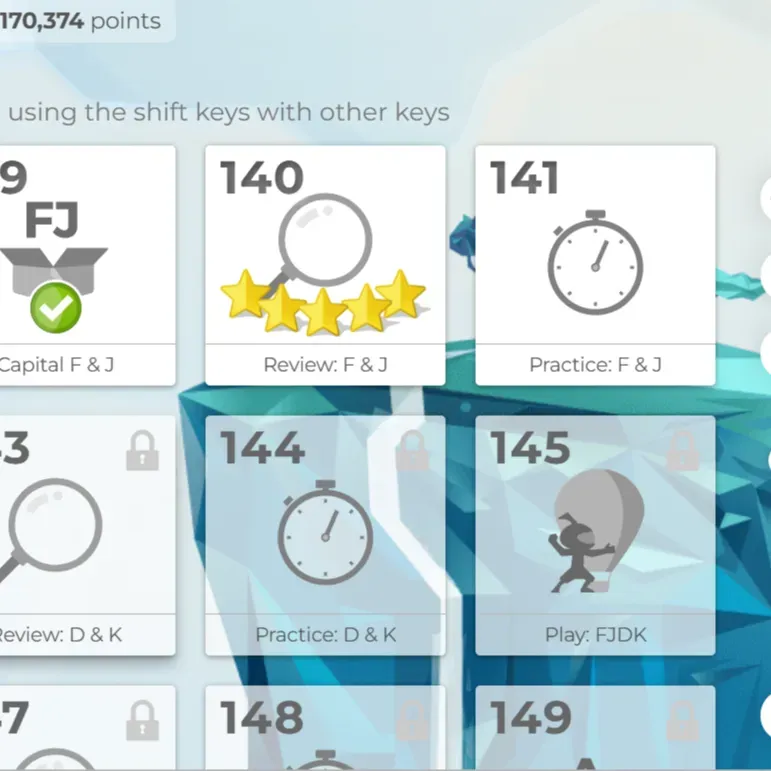 170,374 points
using the shift keys with other keys
9
140
141
FJ
Capital F & J
Review: F & J
Practice: F & J
3
144
145
Review: D & K
Practice: D & K
Play: FJDK
7
148
149